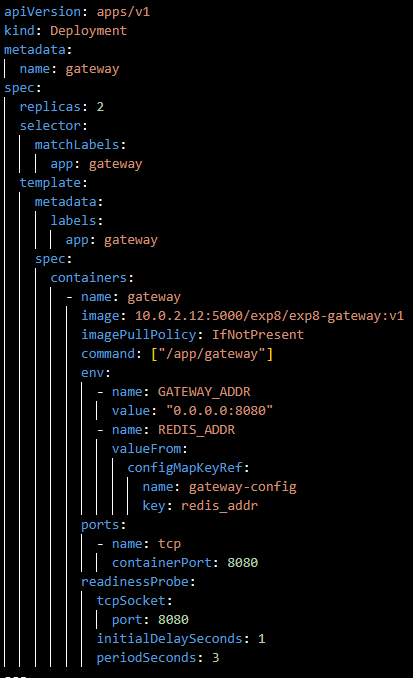 apiVersion: apps/v1
kind: Deployment
metadata:
  name: gateway
spec:
  replicas: 2
  selector:
    matchLabels:
      app: gateway
  template:
    metadata:
      labels:
        app: gateway
    spec:
      containers:
        - name: gateway
          image: 10.0.2.12:5000/exp8/exp8-gateway:v1
          imagePullPolicy: IfNotPresent
          command: ["/app/gateway"]
          env:
            - name: GATEWAY_ADDR
              value: "0.0.0.0:8080"
            - name: REDIS_ADDR
              valueFrom:
                configMapKeyRef:
                  name: gateway-config
                  key: redis_addr
          ports:
            - name: tcp
              containerPort: 8080
          readinessProbe:
            tcpSocket:
              port: 8080
            initialDelaySeconds: 1
            periodSeconds: 3
---